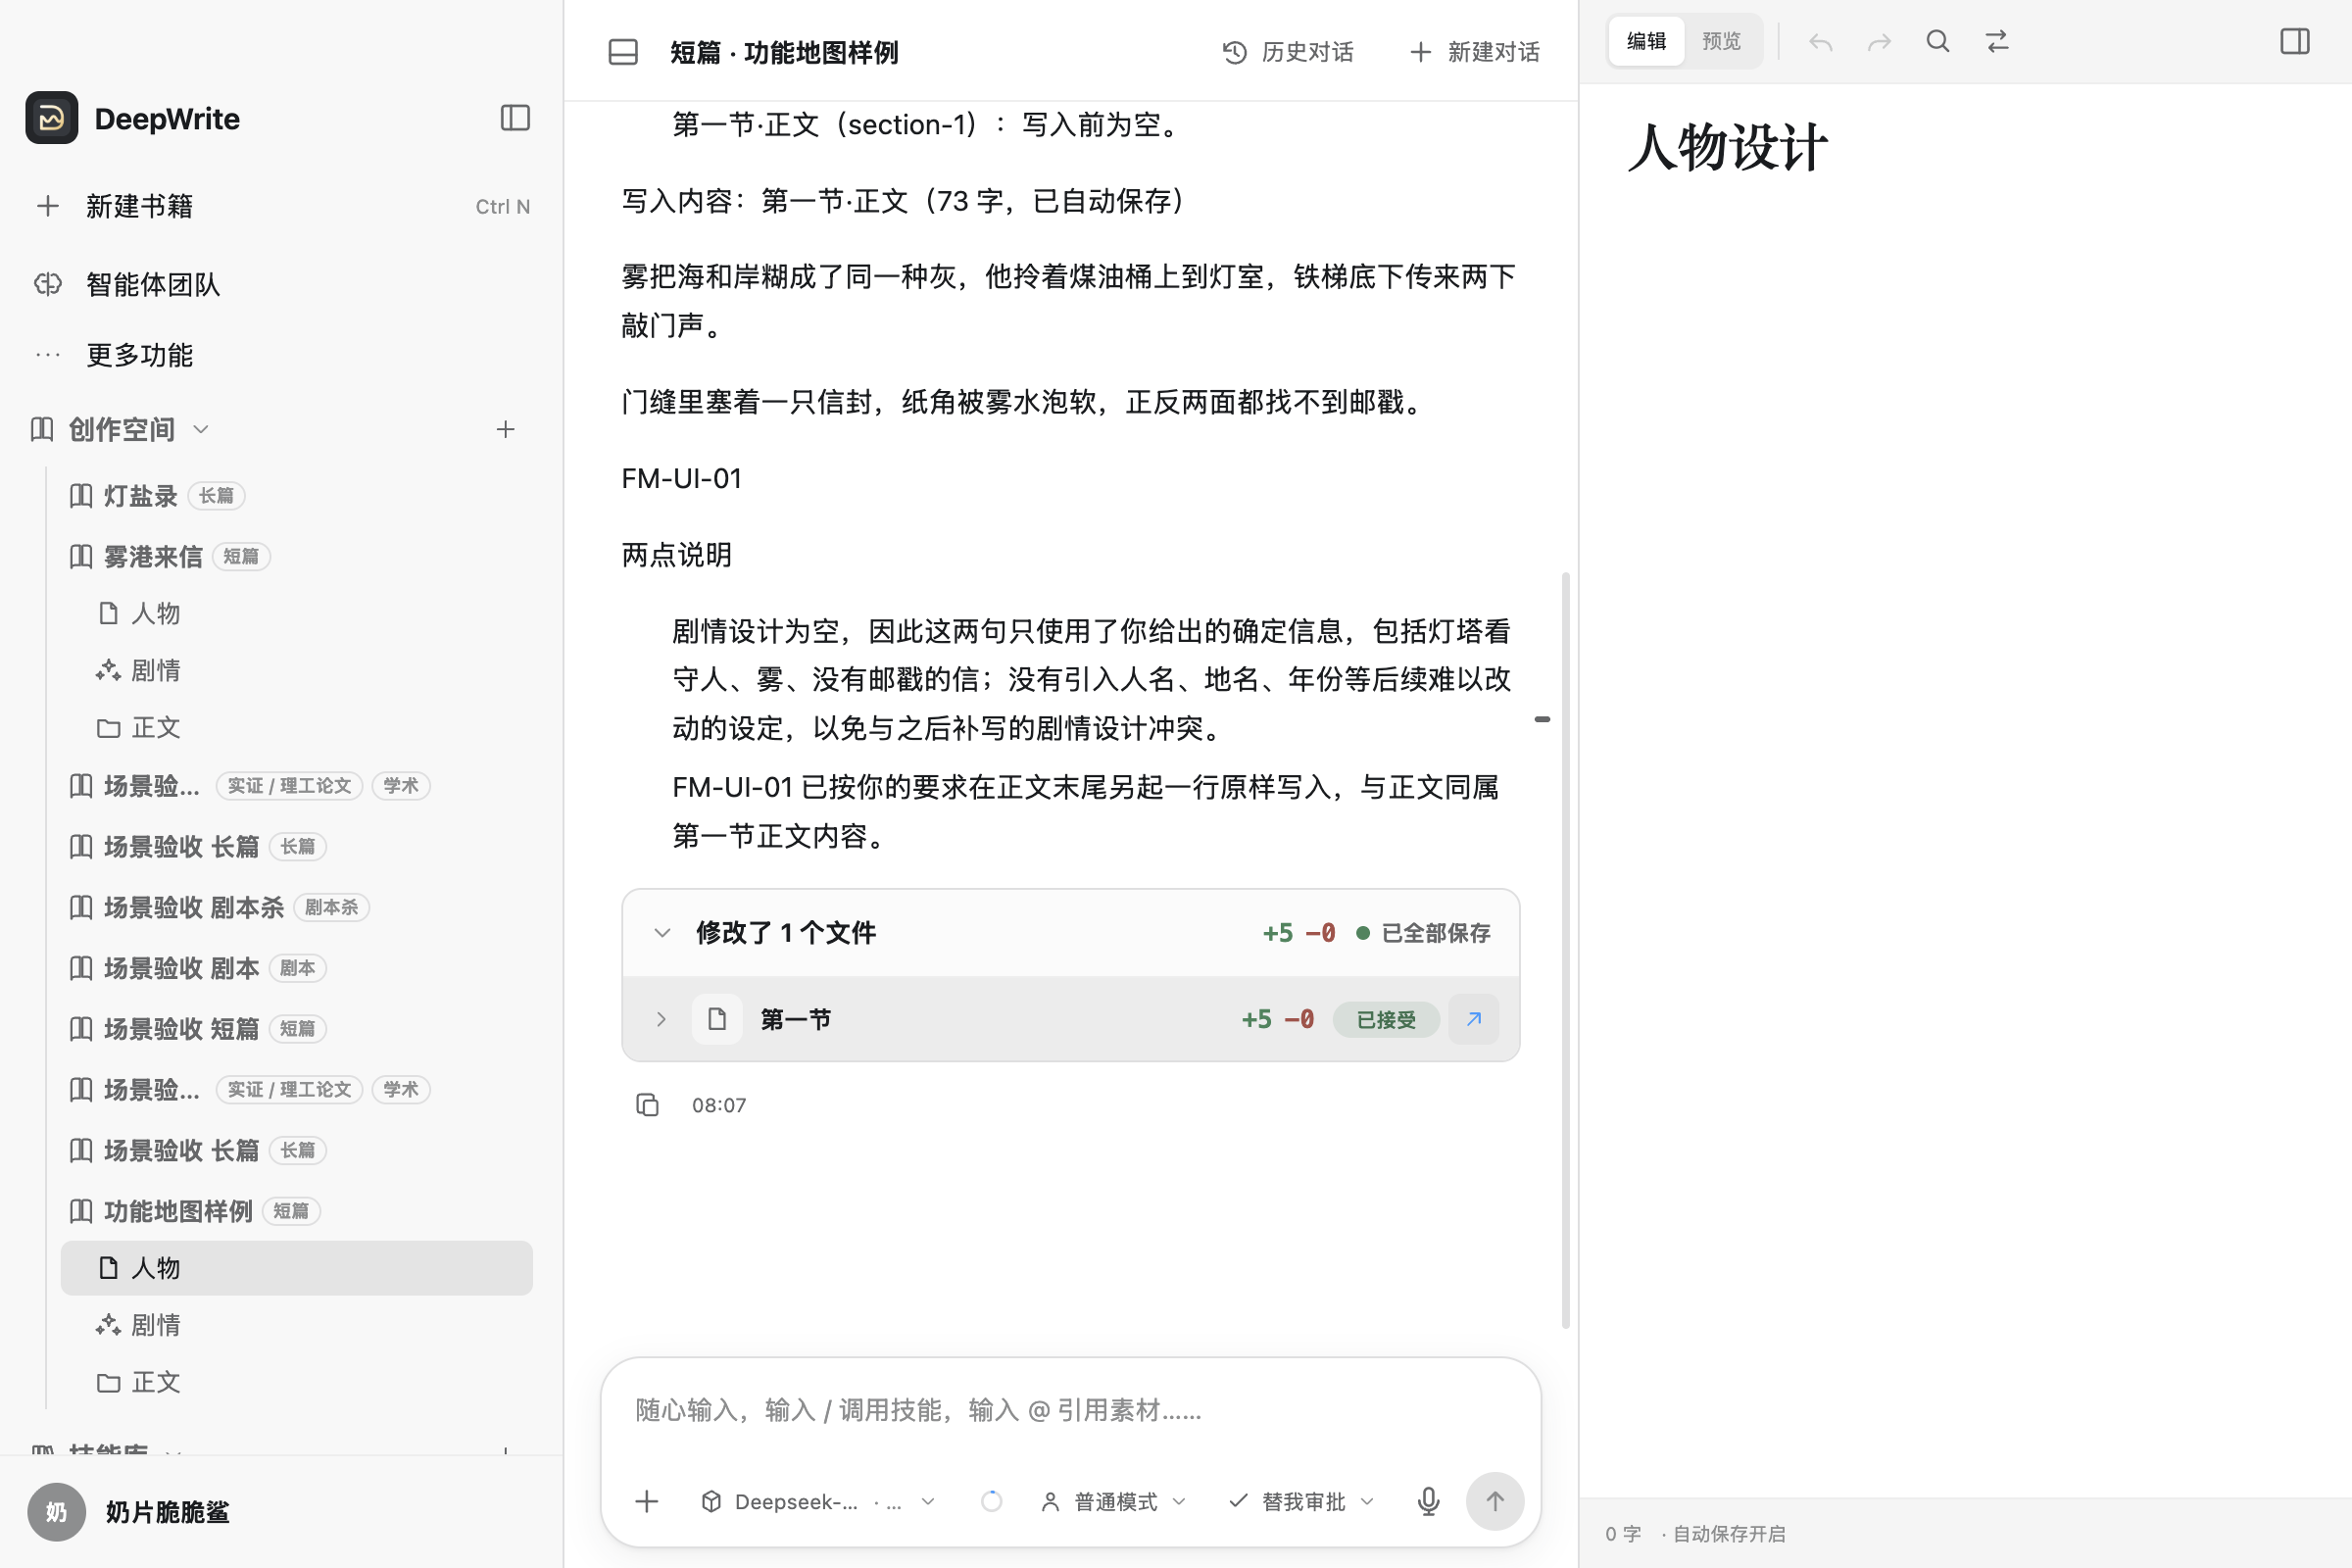 DeepWrite
新建书籍 Ctrl N
智能体团队
更多功能
创作空间
灯盐录 长篇
雾港来信 短篇
人物
剧情
正文
场景验... 实证 / 理工论文 学术
场景验收 长篇 长篇
场景验收 剧本杀 剧本杀
场景验收 剧本 剧本
场景验收 短篇 短篇
场景验... 实证 / 理工论文 学术
场景验收 长篇 长篇
功能地图样例 短篇
人物
剧情
正文
技能库
奶 奶片脆脆鲨
短篇 · 功能地图样例 历史对话 新建对话
第一节·正文（section-1）：写入前为空。
写入内容：第一节·正文（73 字，已自动保存）
雾把海和岸糊成了同一种灰，他拎着煤油桶上到灯室，铁梯底下传来两下
敲门声。
门缝里塞着一只信封，纸角被雾水泡软，正反两面都找不到邮戳。
FM-UI-01
两点说明
剧情设计为空，因此这两句只使用了你给出的确定信息，包括灯塔看
守人、雾、没有邮戳的信；没有引入人名、地名、年份等后续难以改
动的设定，以免与之后补写的剧情设计冲突。
FM-UI-01 已按你的要求在正文末尾另起一行原样写入，与正文同属
第一节正文内容。
修改了 1 个文件 +5 −0 已全部保存
第一节 +5 −0 已接受
08:07
随心输入，输入 / 调用技能，输入 @ 引用素材......
Deepseek-... · ... 普通模式 替我审批
编辑 预览
人物设计
0 字 · 自动保存开启